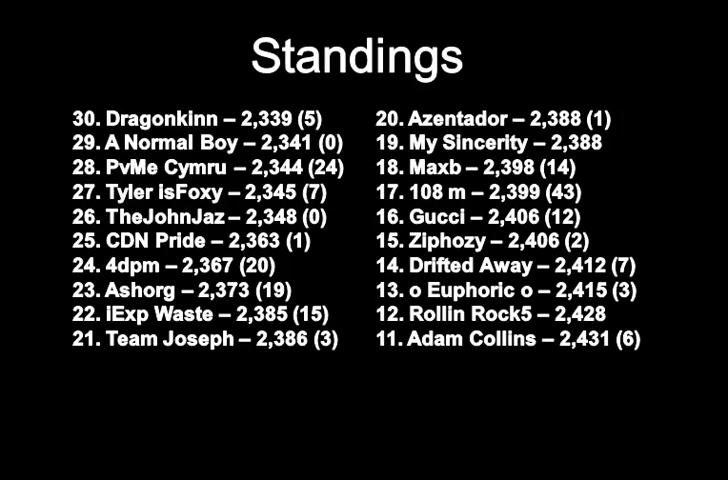 Standings
30. Dragonkinn – 2,339 (5)
29. A Normal Boy – 2,341 (0)
28. PvMe Cymru – 2,344 (24)
27. Tyler isFoxy – 2,345 (7)
26. TheJohnJaz – 2,348 (0)
25. CDN Pride – 2,363 (1)
24. 4dpm – 2,367 (20)
23. Ashorg – 2,373 (19)
22. iExp Waste – 2,385 (15)
21. Team Joseph – 2,386 (3)
20. Azentador – 2,388 (1)
19. My Sincerity – 2,388
18. Maxb – 2,398 (14)
17. 108 m – 2,399 (43)
16. Gucci – 2,406 (12)
15. Ziphozy – 2,406 (2)
14. Drifted Away – 2,412 (7)
13. o Euphoric o – 2,415 (3)
12. Rollin Rock5 – 2,428
11. Adam Collins – 2,431 (6)